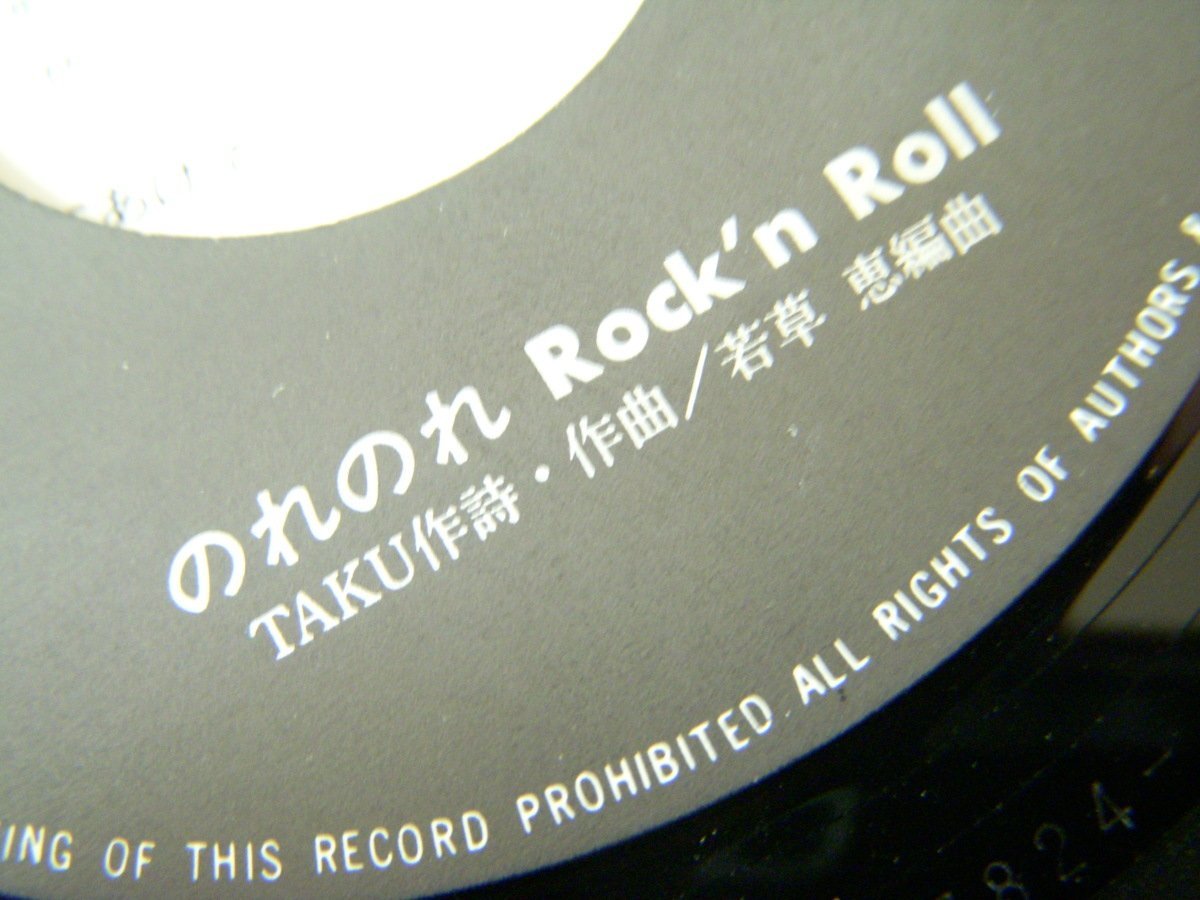 のれのれ Rock'n Roll
TAKU作詩・作曲/若草 恵編曲
ING OF THIS RECORD PROHIBITED ALL RIGHTS OF AUTHORS
824